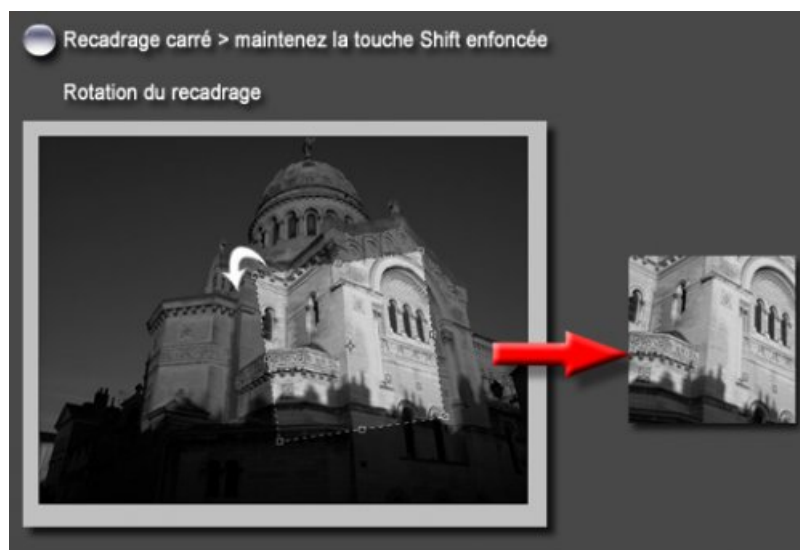 Recadrage carré > maintenez la touche Shift enfoncée
Rotation du recadrage